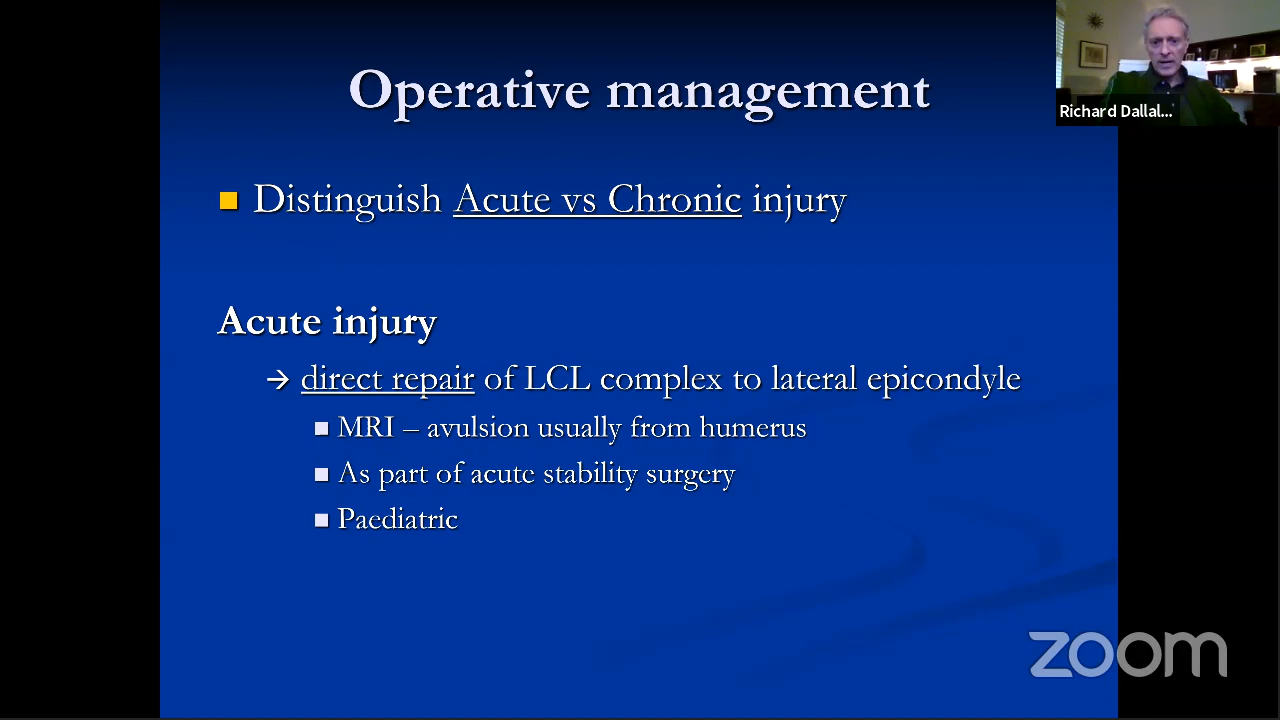 Operative management
Richard Dallal...
Distinguish Acute vs Chronic injury
Acute injury
→ direct repair of LCL complex to lateral epicondyle
MRI – avulsion usually from humerus
As part of acute stability surgery
Paediatric
zoom